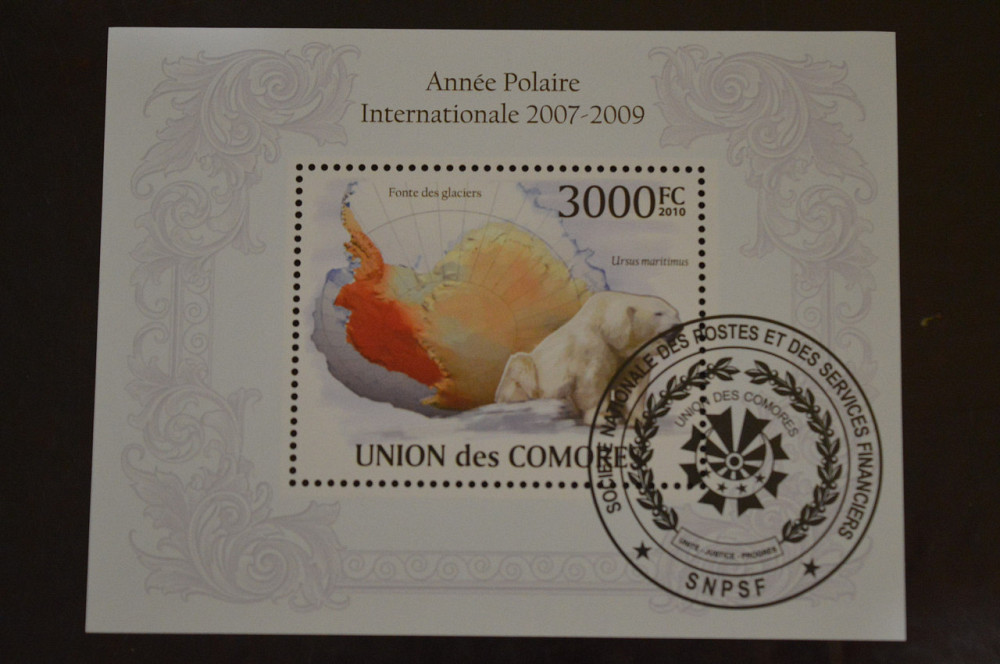 Année Polaire
Internationale 2007-2009
Fonte des glaciers
3000FC
2010
Ursus maritimus
UNION des COMORES
SOCIETE NATIONALE DES POSTES ET DES SERVICES FINANCIERS
UNION DES COMORES
UNITE - JUSTICE - PROGRES
SNPSF